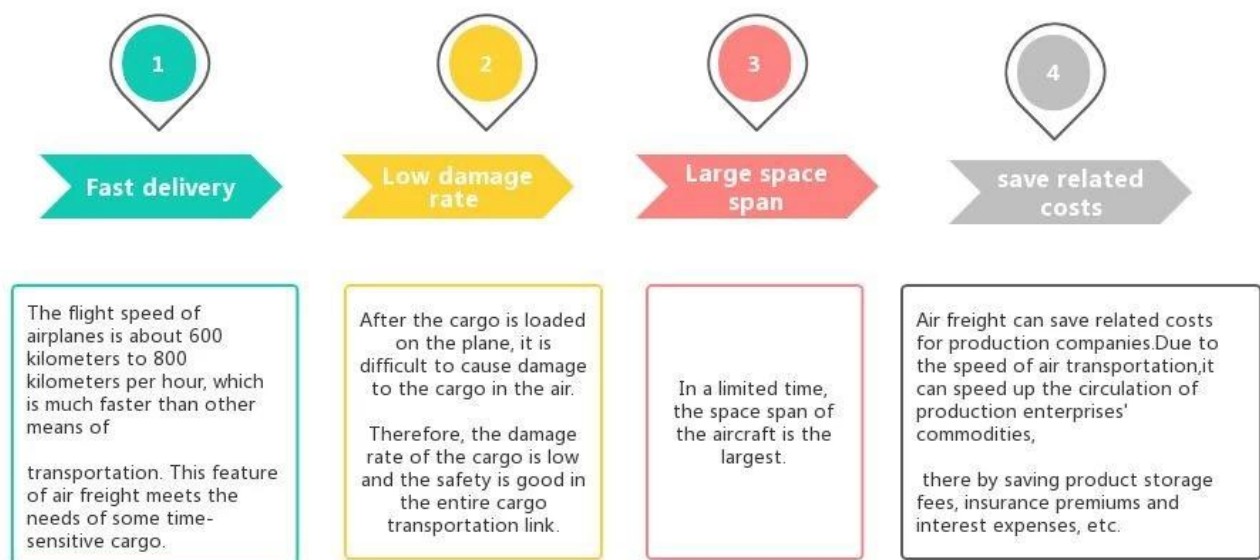 1
Fast delivery
The flight speed of
airplanes is about 600
kilometers to 800
kilometers per hour, which
is much faster than other
means of
transportation. This feature
of air freight meets the
needs of some time-
sensitive cargo.
2
Low damage
rate
After the cargo is loaded
on the plane, it is
difficult to cause damage
to the cargo in the air.
Therefore, the damage
rate of the cargo is low
and the safety is good in
the entire cargo
transportation link.
3
Large space
span
In a limited time,
the space span of
the aircraft is the
largest.
4
save related
costs
Air freight can save related costs
for production companies.Due to
the speed of air transportation,it
can speed up the circulation of
production enterprises'
commodities,
there by saving product storage
fees, insurance premiums and
interest expenses, etc.